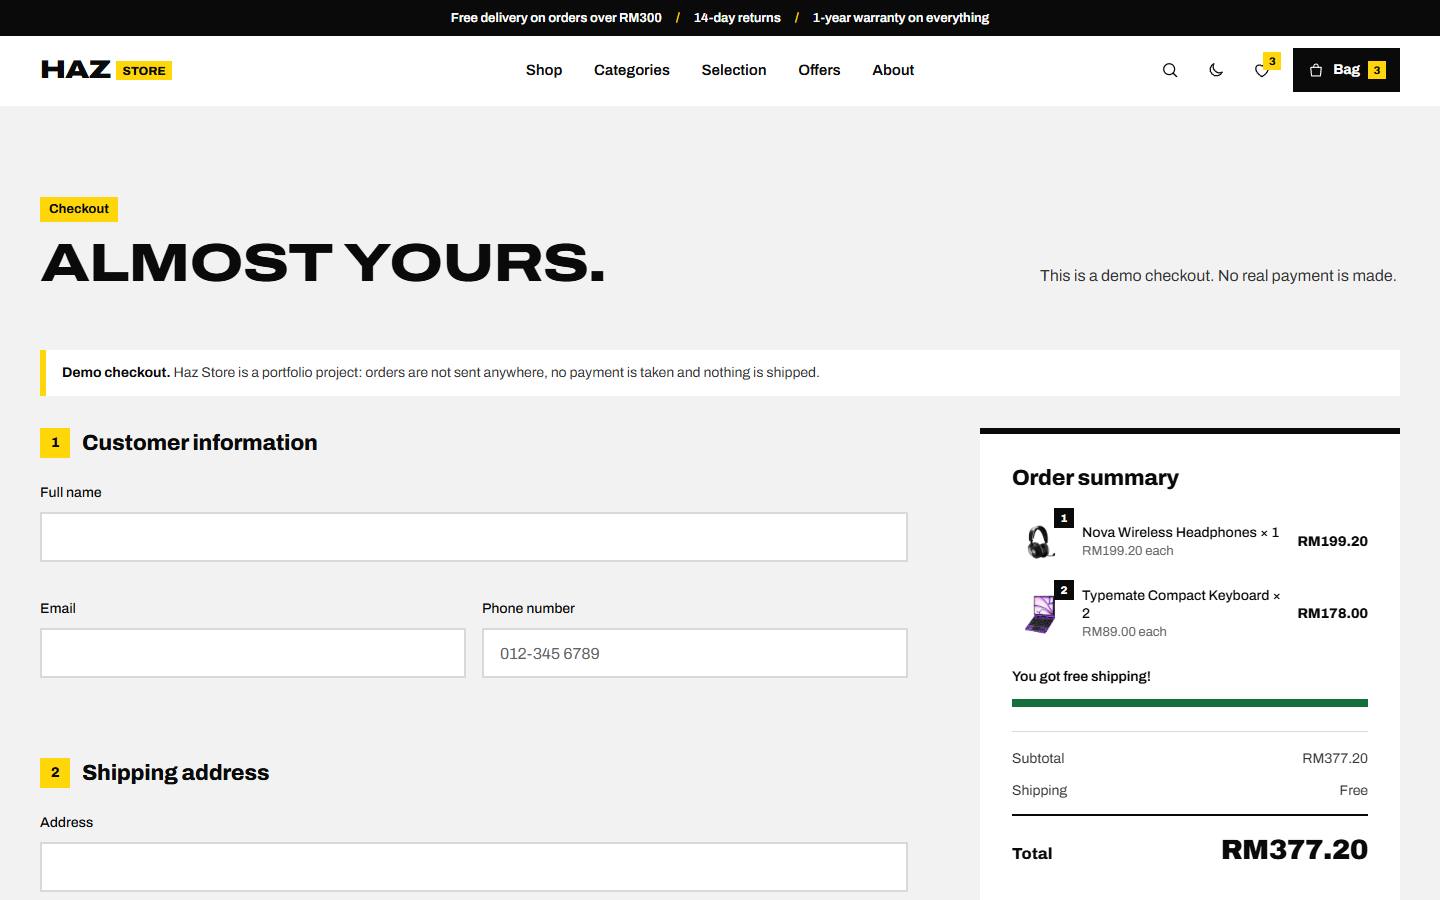 Free delivery on orders over RM300 / 14-day returns / 1-year warranty on everything
HAZ STORE
Shop Categories Selection Offers About
3
Bag 3
Checkout
ALMOST YOURS.
This is a demo checkout. No real payment is made.
Demo checkout. Haz Store is a portfolio project: orders are not sent anywhere, no payment is taken and nothing is shipped.
1 Customer information
Full name
Email
Phone number
012-345 6789
2 Shipping address
Address
Order summary
1
Nova Wireless Headphones × 1
RM199.20 each
RM199.20
2
Typemate Compact Keyboard ×
2
RM89.00 each
RM178.00
You got free shipping!
Subtotal RM377.20
Shipping Free
Total RM377.20